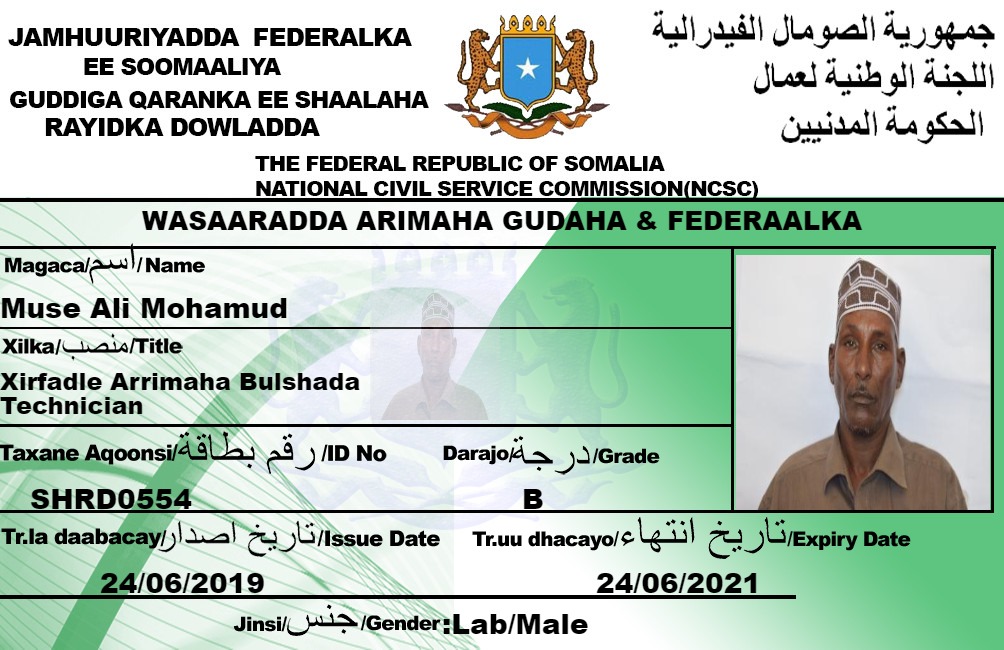 JAMHUURIYADDA FEDERALKA
EE SOOMAALIYA
GUDDIGA QARANKA EE SHAALAHA
RAYIDKA DOWLADDA
جمهورية الصومال الفيدرالية
اللجنة الوطنية لعمال
الحكومة المدنيين
THE FEDERAL REPUBLIC OF SOMALIA
NATIONAL CIVIL SERVICE COMMISSION(NCSC)
WASAARADDA ARIMAHA GUDAHA & FEDERAALKA
Magaca/اسم/Name
Muse Ali Mohamud
Xilka/منصب/Title
Xirfadle Arrimaha Bulshada
Technician
Taxane Aqoonsi/رقم بطاقة/ID No
SHRD0554
Darajo/درجة/Grade
B
Tr.la daabacay/تاريخ اصدار/Issue Date
24/06/2019
Tr.uu dhacayo/تاريخ انتهاء/Expiry Date
24/06/2021
Jinsi/جنس/Gender:Lab/Male